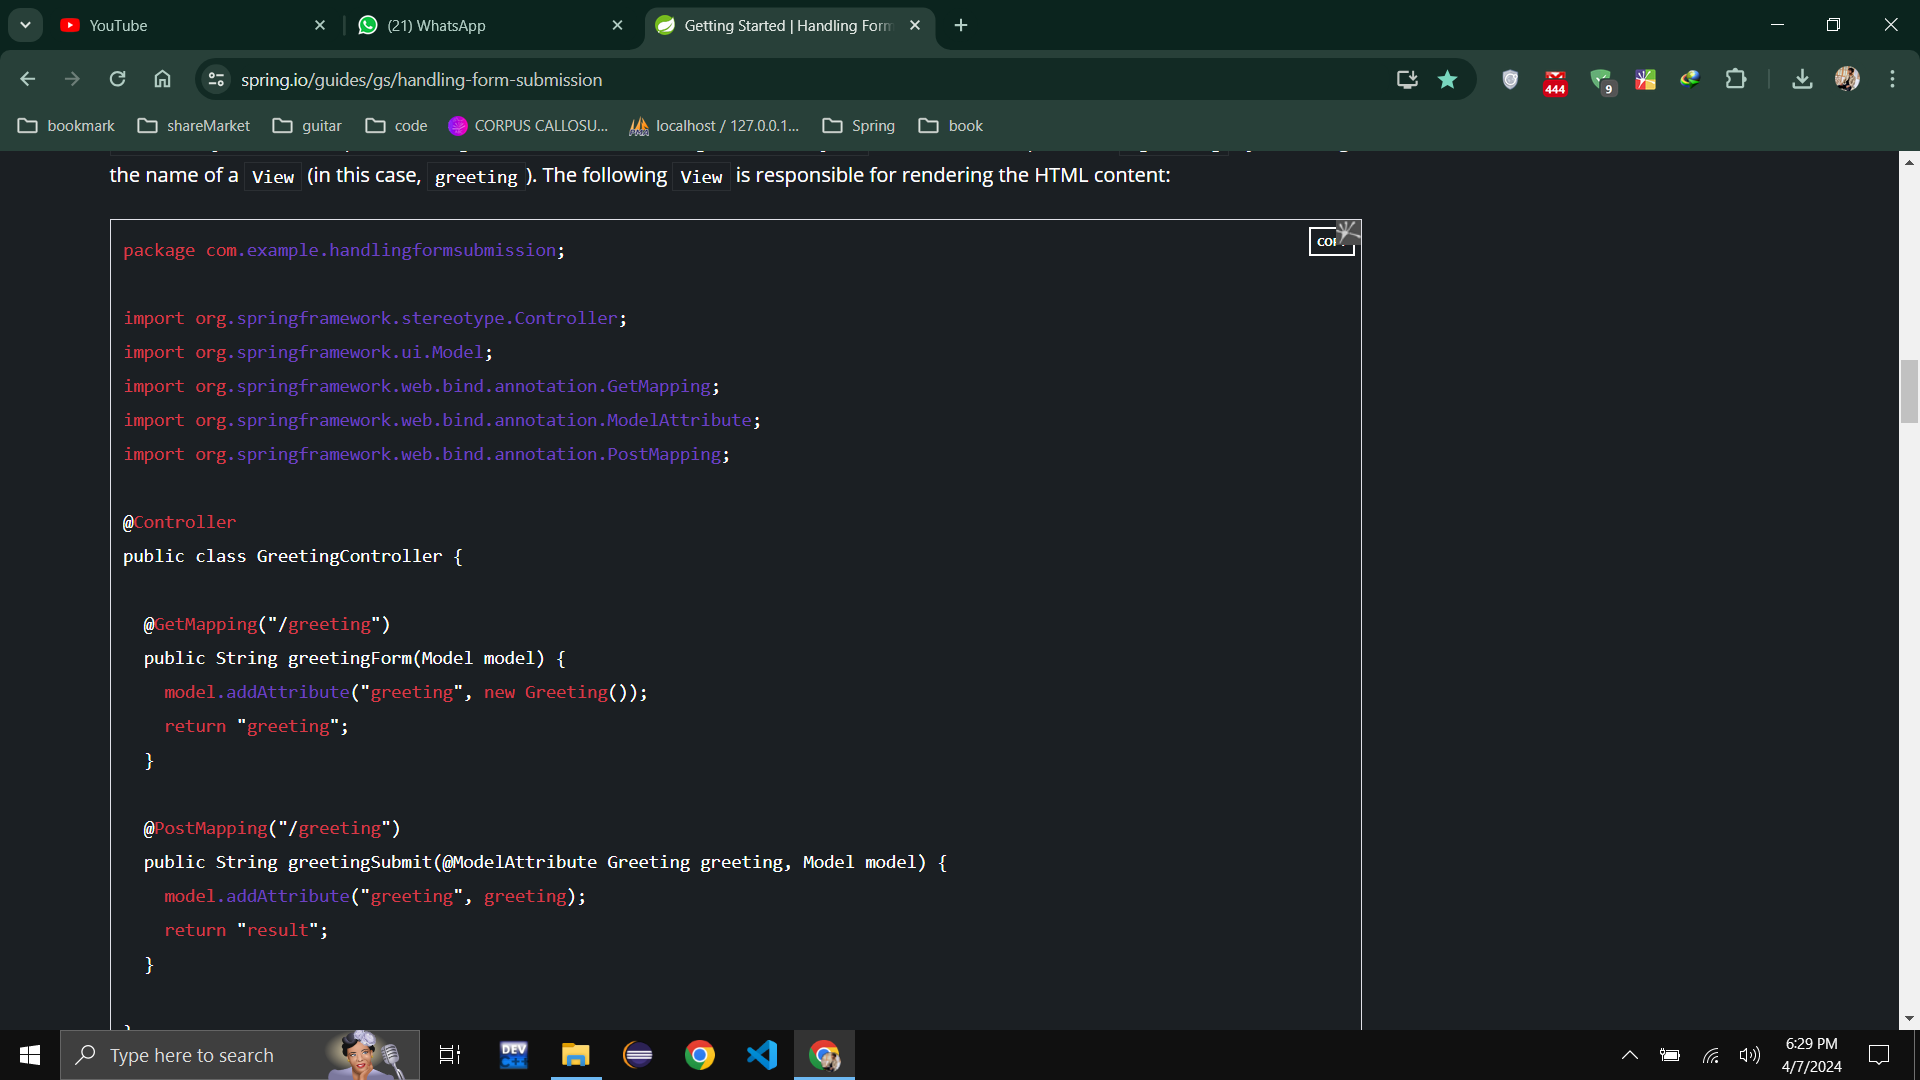 YouTube
(21) WhatsApp
Getting Started | Handling Form
spring.io/guides/gs/handling-form-submission
444
9
bookmark
shareMarket
guitar
code
CORPUS CALLOSU...
localhost / 127.0.0.1...
Spring
book
the name of a View (in this case, greeting ). The following View is responsible for rendering the HTML content:
package com.example.handlingformsubmission;
import org.springframework.stereotype.Controller;
import org.springframework.ui.Model;
import org.springframework.web.bind.annotation.GetMapping;
import org.springframework.web.bind.annotation.ModelAttribute;
import org.springframework.web.bind.annotation.PostMapping;
@Controller
public class GreetingController {
@GetMapping("/greeting")
public String greetingForm(Model model) {
model.addAttribute("greeting", new Greeting());
return "greeting";
}
@PostMapping("/greeting")
public String greetingSubmit(@ModelAttribute Greeting greeting, Model model) {
model.addAttribute("greeting", greeting);
return "result";
}
Type here to search
DEV
C++
6:29 PM
4/7/2024